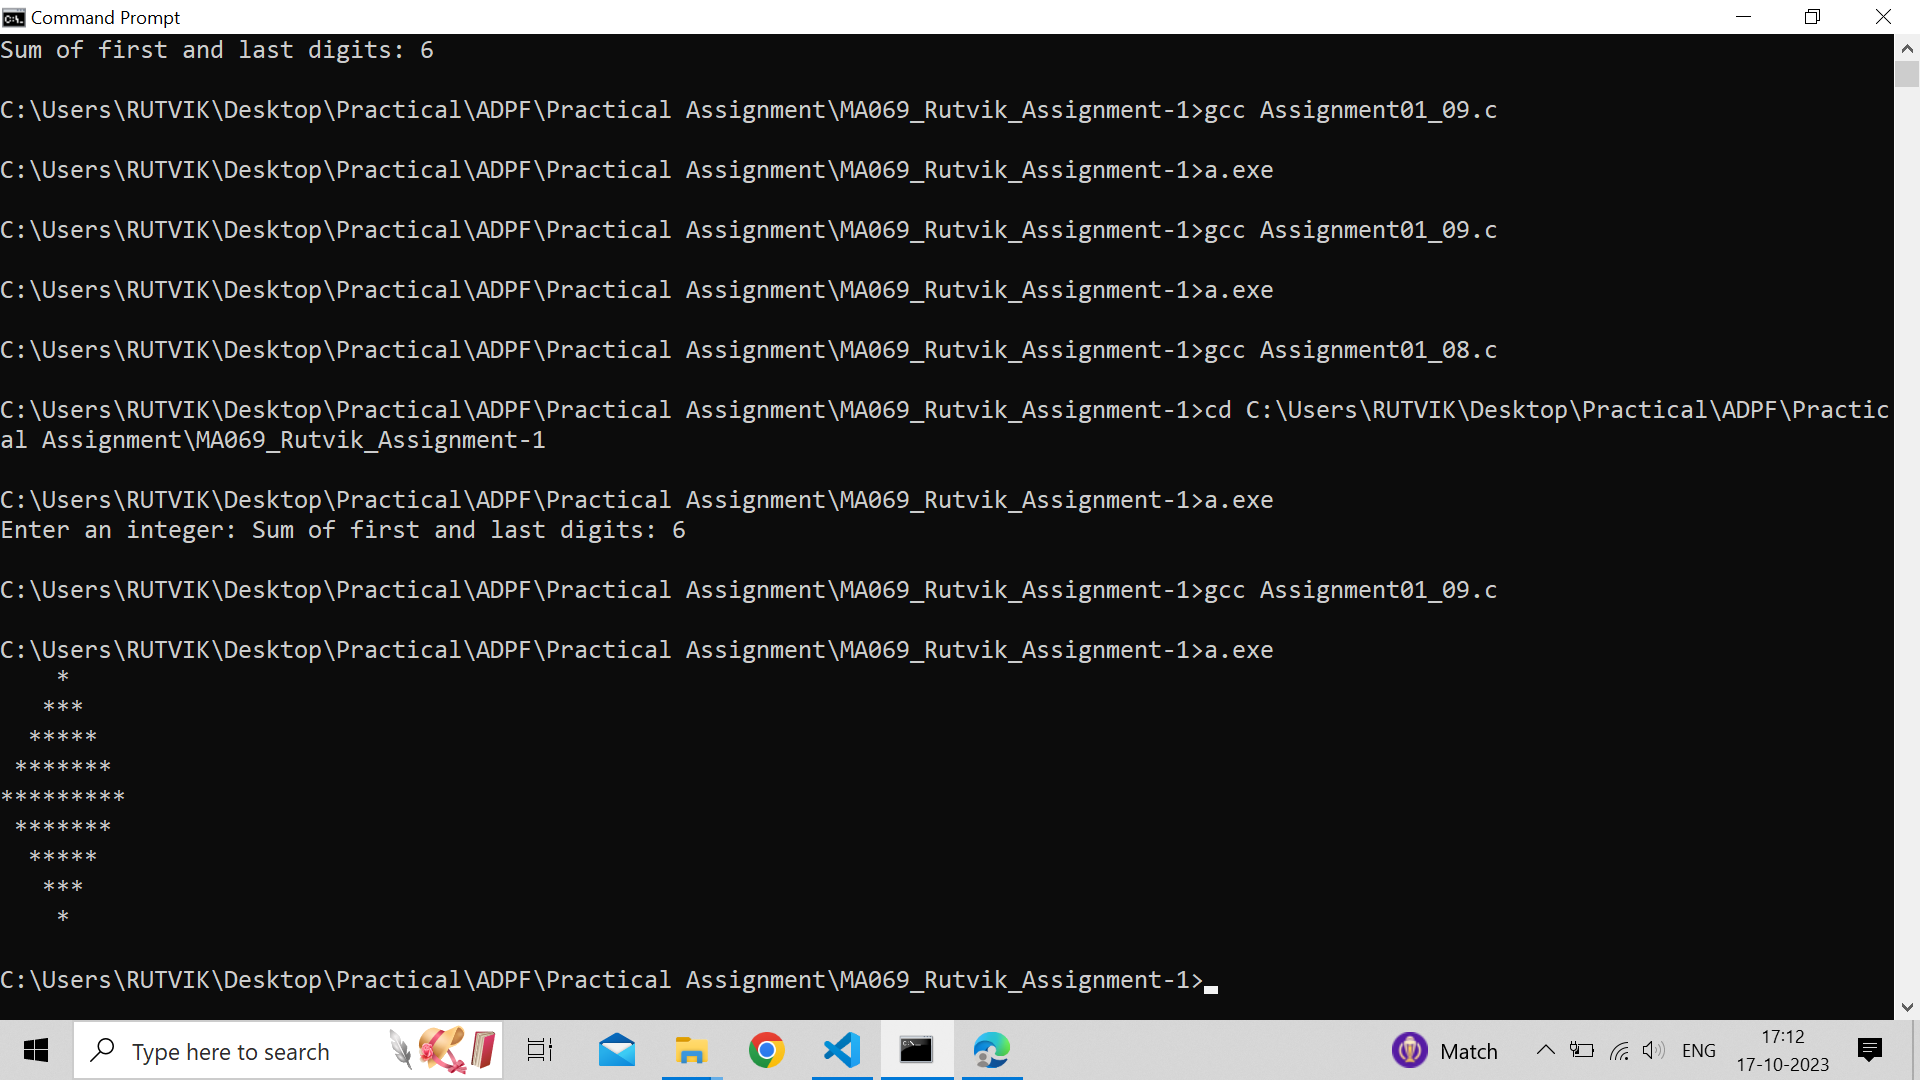 Command Prompt
Sum of first and last digits: 6
C:\Users\RUTVIK\Desktop\Practical\ADPF\Practical Assignment\MA069_Rutvik_Assignment-1>gcc Assignment01_09.c
C:\Users\RUTVIK\Desktop\Practical\ADPF\Practical Assignment\MA069_Rutvik_Assignment-1>a.exe
C:\Users\RUTVIK\Desktop\Practical\ADPF\Practical Assignment\MA069_Rutvik_Assignment-1>gcc Assignment01_09.c
C:\Users\RUTVIK\Desktop\Practical\ADPF\Practical Assignment\MA069_Rutvik_Assignment-1>a.exe
C:\Users\RUTVIK\Desktop\Practical\ADPF\Practical Assignment\MA069_Rutvik_Assignment-1>gcc Assignment01_08.c
C:\Users\RUTVIK\Desktop\Practical\ADPF\Practical Assignment\MA069_Rutvik_Assignment-1>cd C:\Users\RUTVIK\Desktop\Practical\ADPF\Practic
al Assignment\MA069_Rutvik_Assignment-1
C:\Users\RUTVIK\Desktop\Practical\ADPF\Practical Assignment\MA069_Rutvik_Assignment-1>a.exe
Enter an integer: Sum of first and last digits: 6
C:\Users\RUTVIK\Desktop\Practical\ADPF\Practical Assignment\MA069_Rutvik_Assignment-1>gcc Assignment01_09.c
C:\Users\RUTVIK\Desktop\Practical\ADPF\Practical Assignment\MA069_Rutvik_Assignment-1>a.exe
    *
   ***
  *****
 *******
*********
 *******
  *****
   ***
    *
C:\Users\RUTVIK\Desktop\Practical\ADPF\Practical Assignment\MA069_Rutvik_Assignment-1>
Type here to search
Match
ENG
17:12
17-10-2023